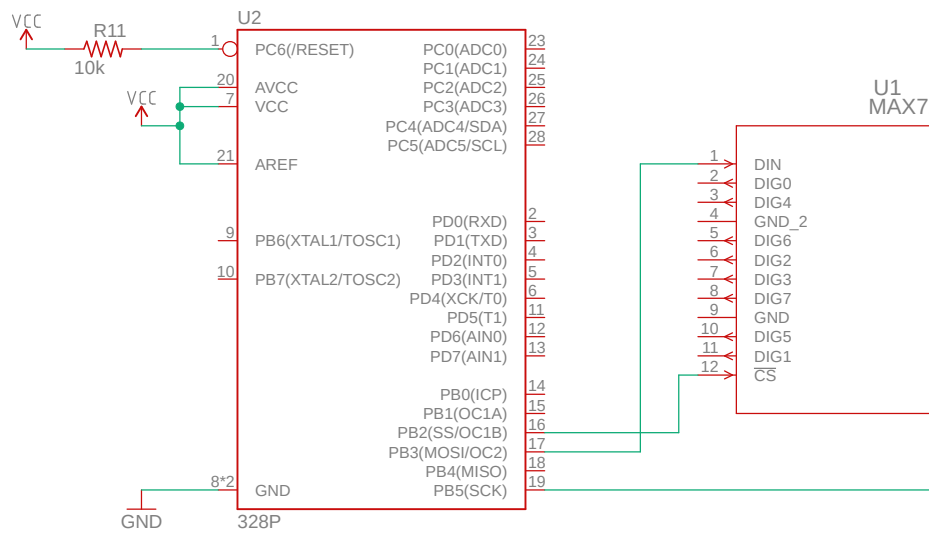 VCC
R11
10k
VCC
U2
1 PC6(/RESET)
20 AVCC
7 VCC
21 AREF
9 PB6(XTAL1/TOSC1)
10 PB7(XTAL2/TOSC2)
8*2 GND
GND
328P
PC0(ADC0) 23
PC1(ADC1) 24
PC2(ADC2) 25
PC3(ADC3) 26
PC4(ADC4/SDA) 27
PC5(ADC5/SCL) 28
PD0(RXD) 2
PD1(TXD) 3
PD2(INT0) 4
PD3(INT1) 5
PD4(XCK/T0) 6
PD5(T1) 11
PD6(AIN0) 12
PD7(AIN1) 13
PB0(ICP) 14
PB1(OC1A) 15
PB2(SS/OC1B) 16
PB3(MOSI/OC2) 17
PB4(MISO) 18
PB5(SCK) 19
U1
MAX7
1 DIN
2 DIG0
3 DIG4
4 GND_2
5 DIG6
6 DIG2
7 DIG3
8 DIG7
9 GND
10 DIG5
11 DIG1
12 CS